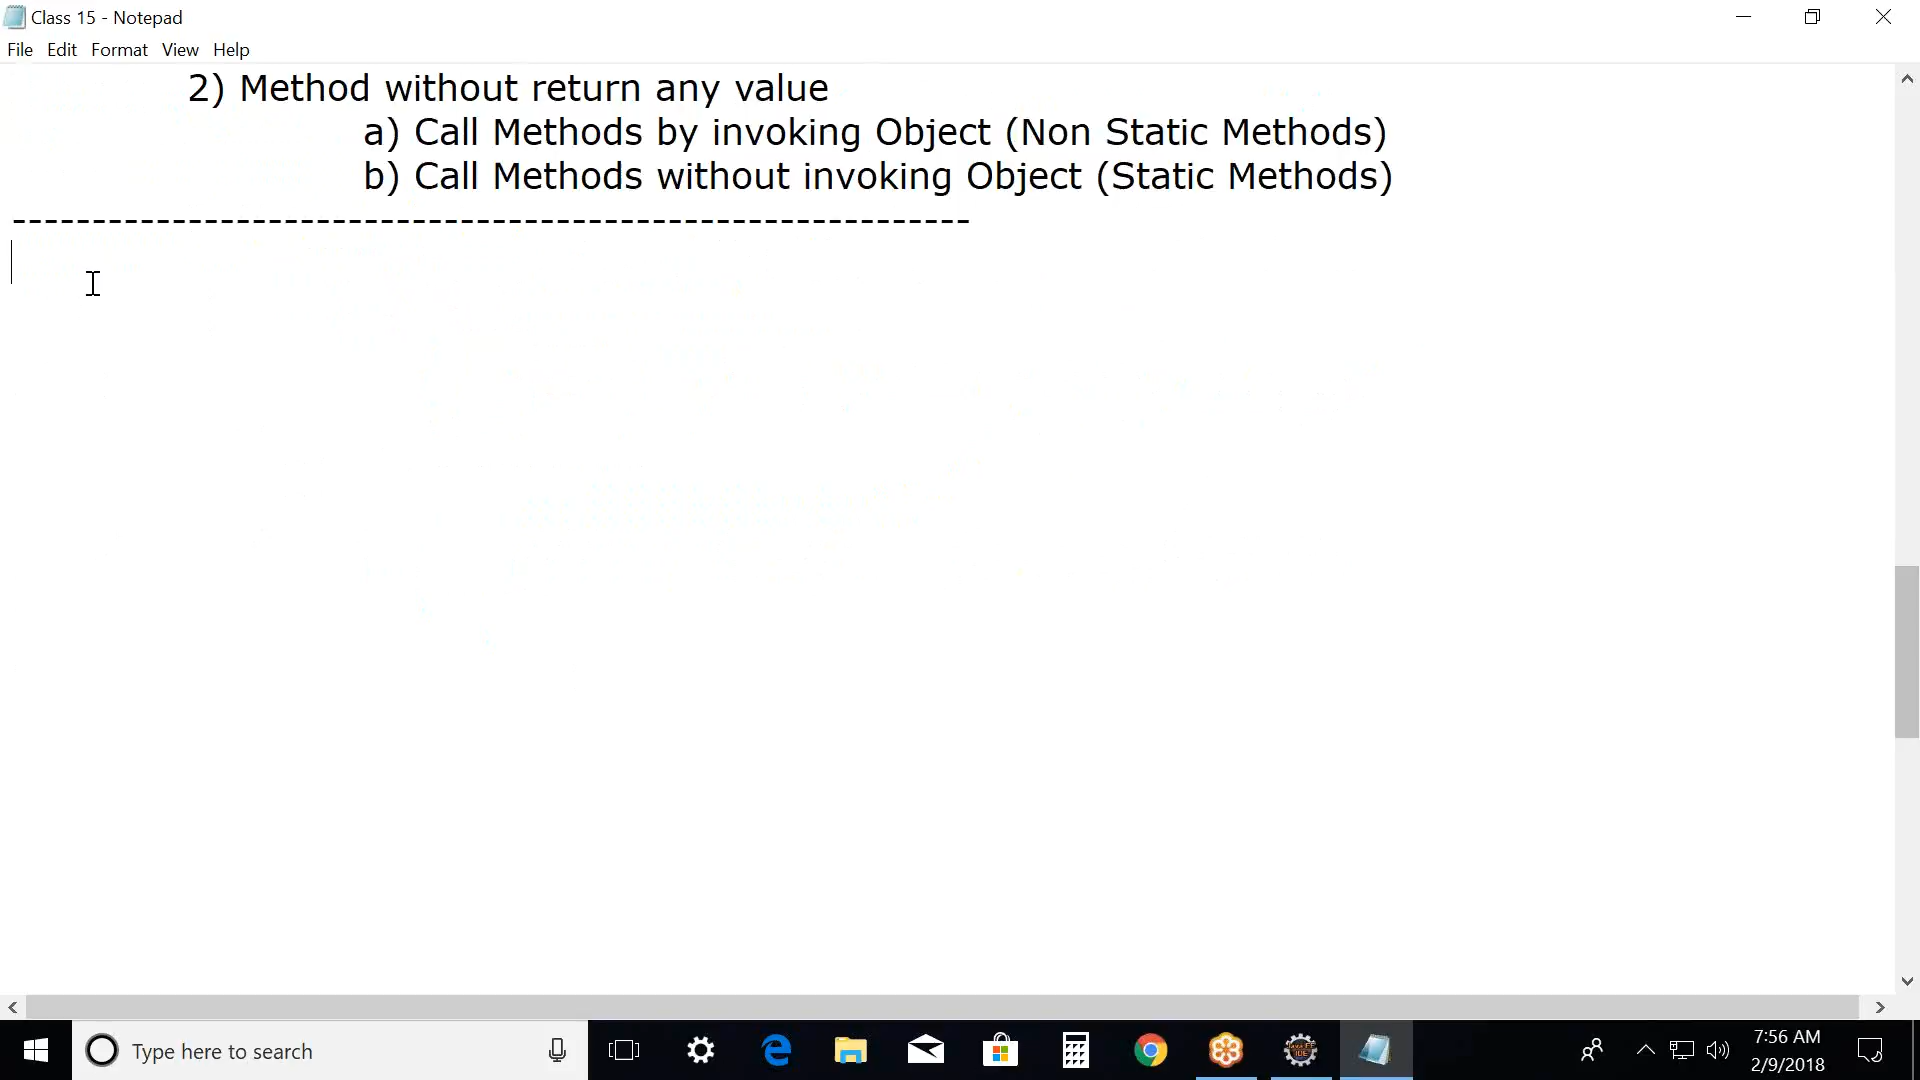 Class 15 - Notepad
File Edit Format View Help
2) Method without return any value
a) Call Methods by invoking Object (Non Static Methods)
b) Call Methods without invoking Object (Static Methods)
------------------------------------------------------------
Type here to search
7:56 AM
2/9/2018